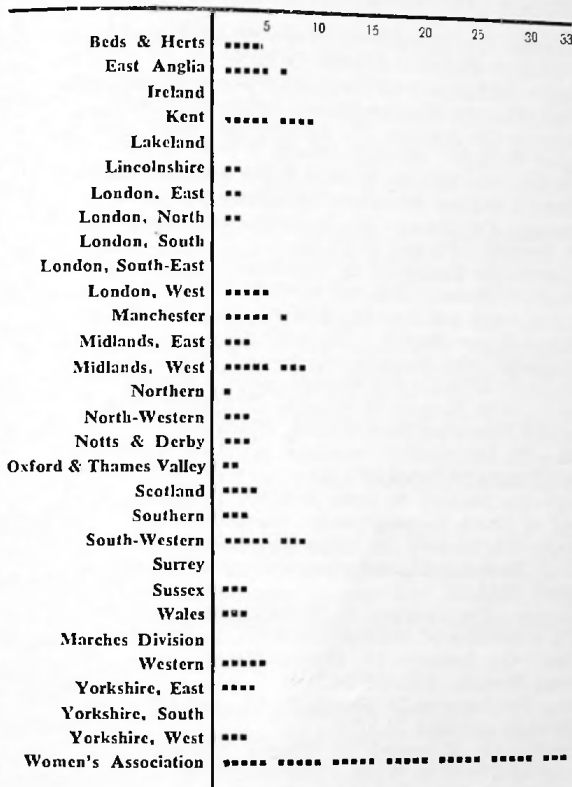 5 10 15 20 25 30 33
Beds & Herts
East Anglia
Ireland
Kent
Lakeland
Lincolnshire
London, East
London, North
London, South
London, South-East
London, West
Manchester
Midlands, East
Midlands, West
Northern
North-Western
Notts & Derby
Oxford & Thames Valley
Scotland
Southern
South-Western
Surrey
Sussex
Wales
Marches Division
Western
Yorkshire, East
Yorkshire, South
Yorkshire, West
Women's Association